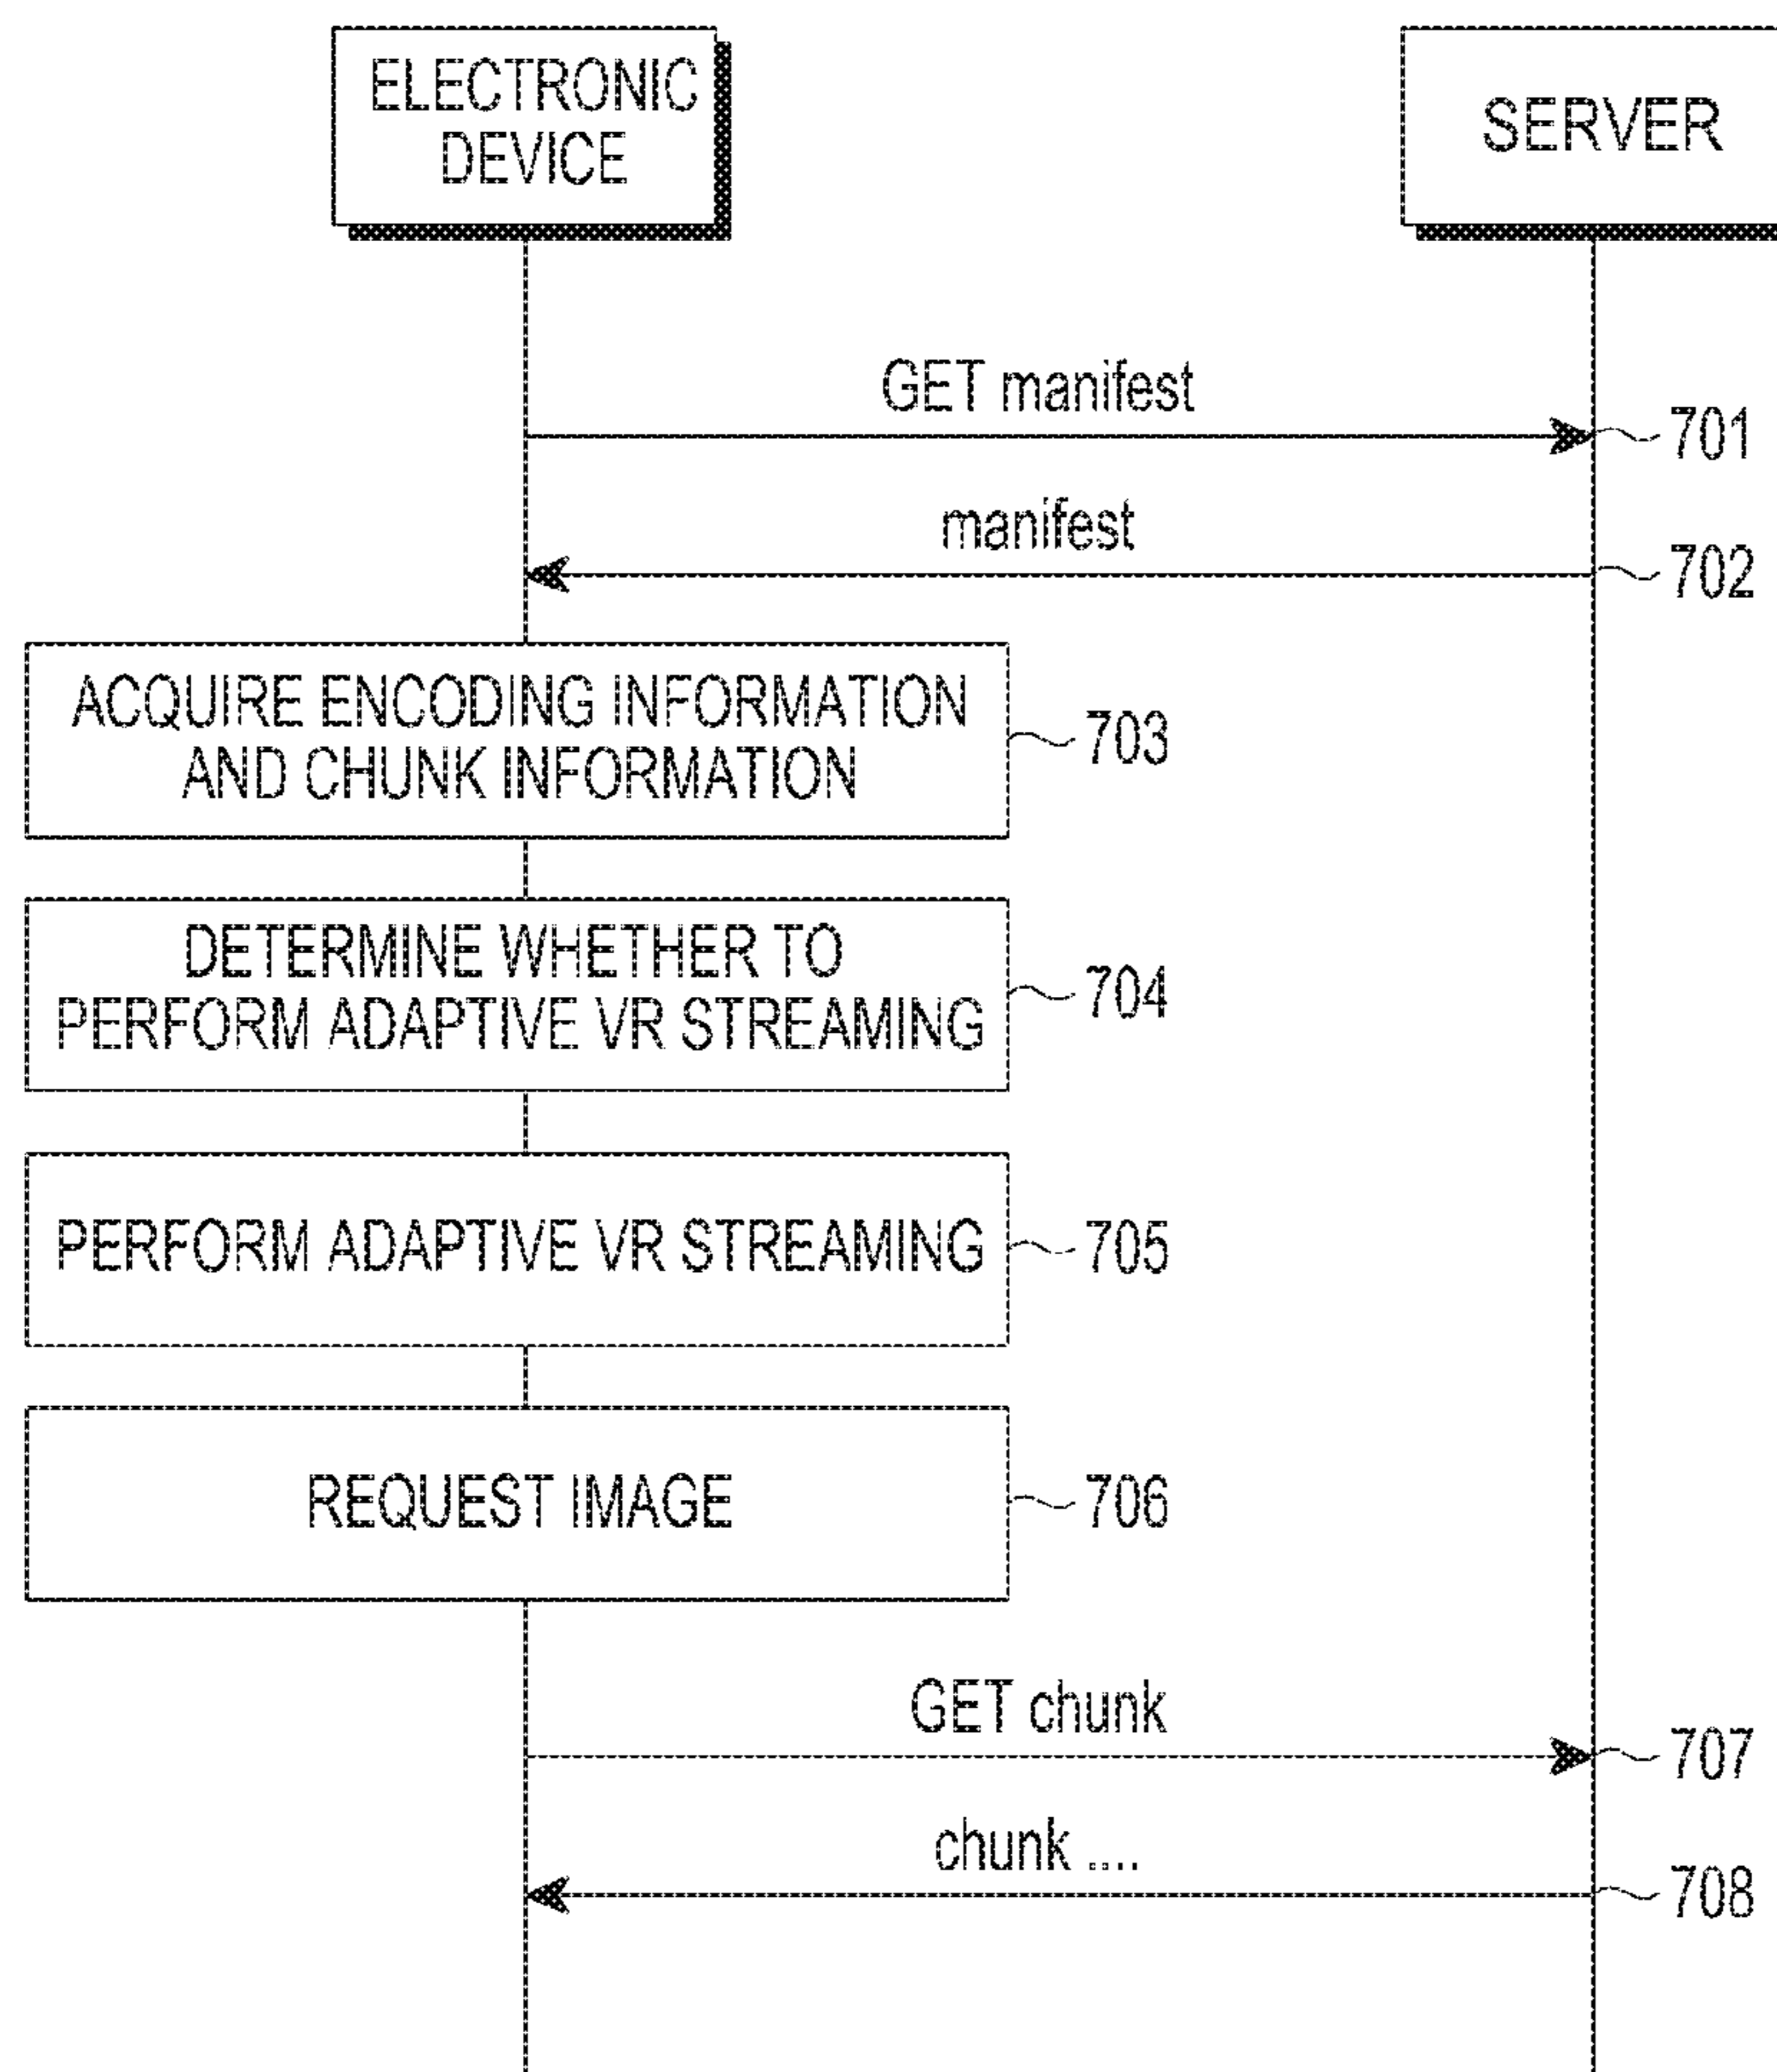 ELECTRONIC
DEVICE
SERVER
GET manifest
701
manifest
702
ACQUIRE ENCODING INFORMATION
AND CHUNK INFORMATION
703
DETERMINE WHETHER TO
PERFORM ADAPTIVE VR STREAMING
704
PERFORM ADAPTIVE VR STREAMING
705
REQUEST IMAGE
706
GET chunk
707
chunk ....
708